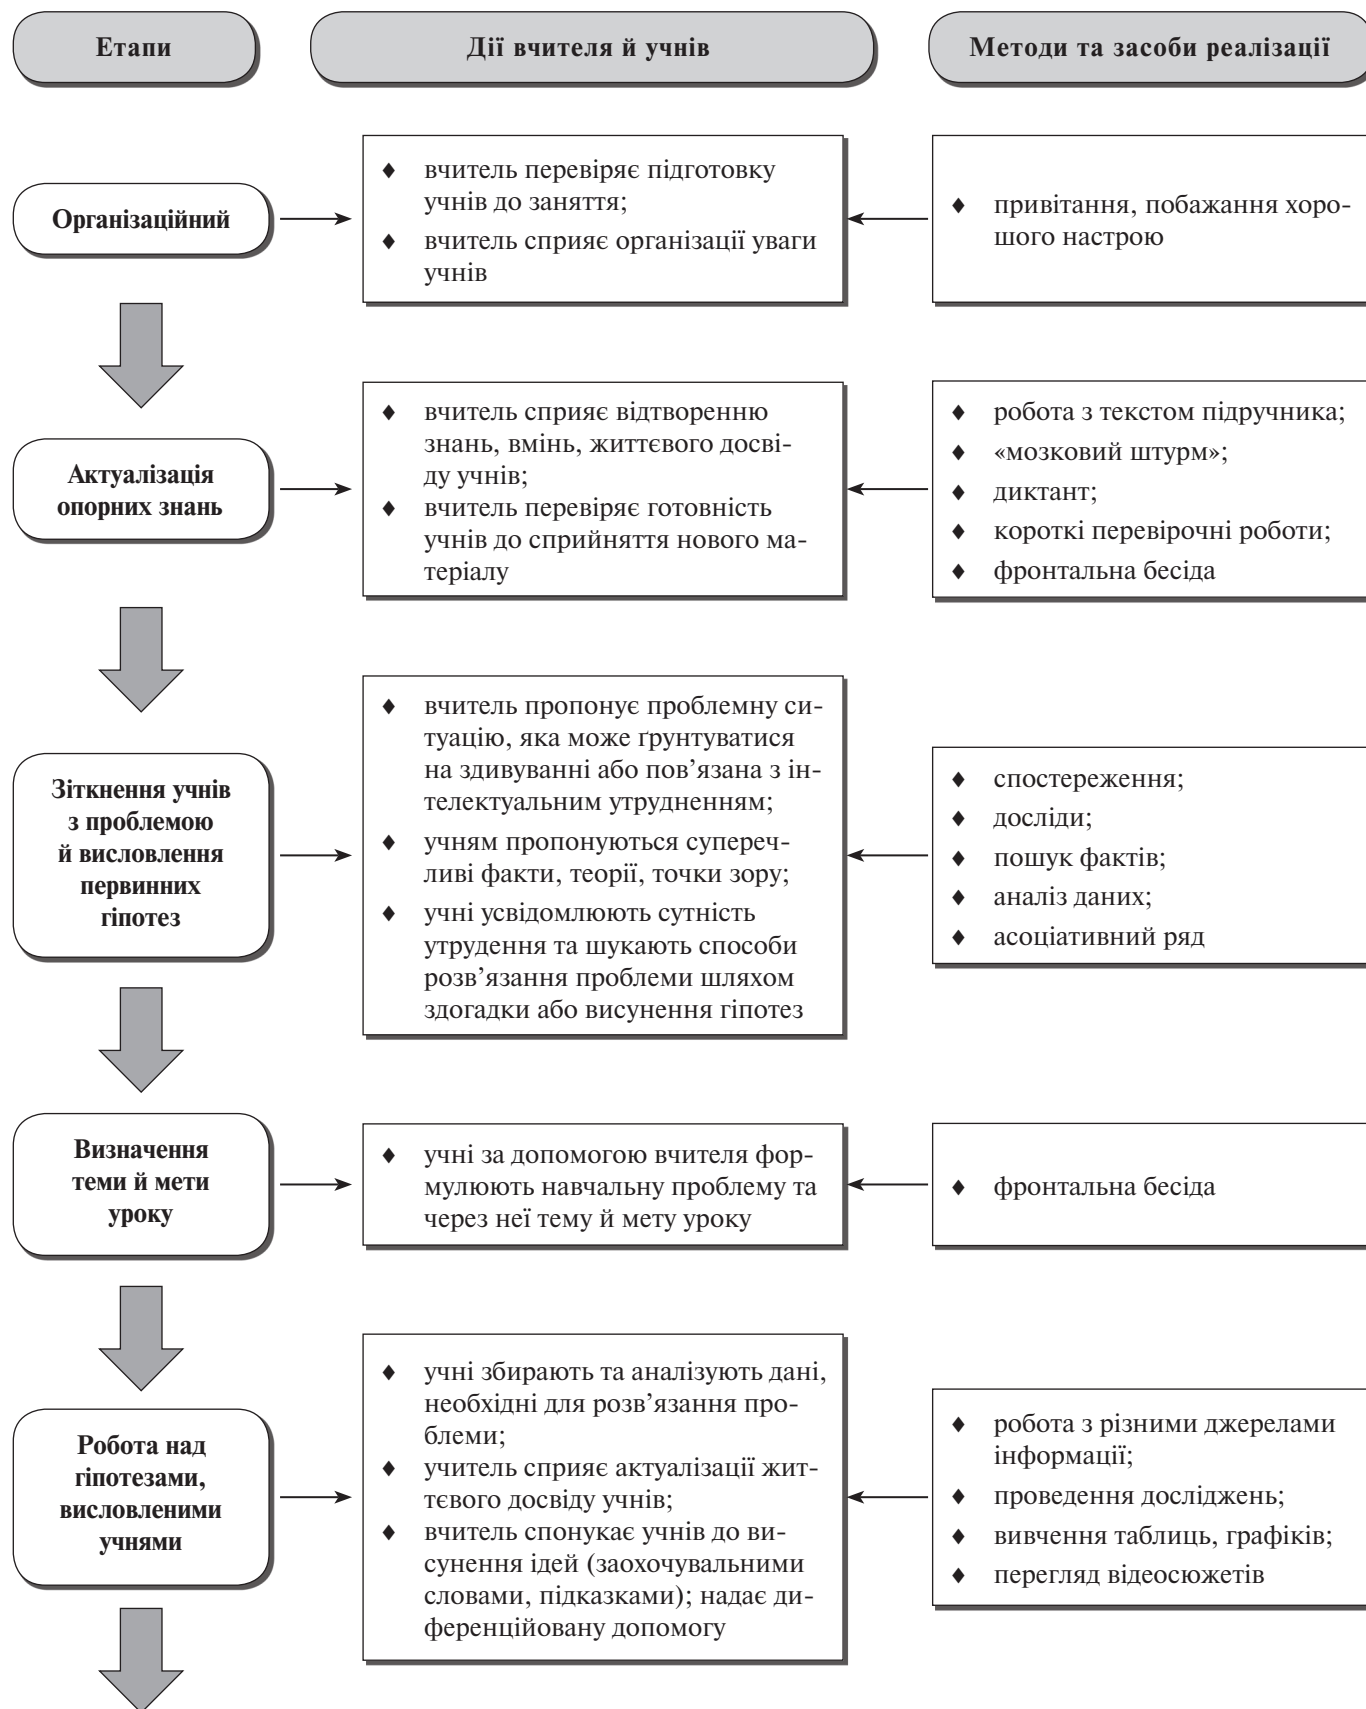 Етапи
Дії вчителя й учнів
Методи та засоби реалізації
Організаційний
♦ вчитель перевіряє підготовку
учнів до заняття;
♦ вчитель сприяє організації уваги
учнів
♦ привітання, побажання хоро-
шого настрою
Актуалізація
опорних знань
♦ вчитель сприяє відтворенню
знань, вмінь, життєвого досві-
ду учнів;
♦ вчитель перевіряє готовність
учнів до сприйняття нового ма-
теріалу
♦ робота з текстом підручника;
♦ «мозковий штурм»;
♦ диктант;
♦ короткі перевірочні роботи;
♦ фронтальна бесіда
Зіткнення учнів
з проблемою
й висловлення
первинних
гіпотез
♦ вчитель пропонує проблемну си-
туацію, яка може ґрунтуватися
на здивуванні або пов’язана з ін-
телектуальним утрудненням;
♦ учням пропонуються супереч-
ливі факти, теорії, точки зору;
♦ учні усвідомлюють сутність
утрудення та шукають способи
розв’язання проблеми шляхом
здогадки або висунення гіпотез
♦ спостереження;
♦ досліди;
♦ пошук фактів;
♦ аналіз даних;
♦ асоціативний ряд
Визначення
теми й мети
уроку
♦ учні за допомогою вчителя фор-
мулюють навчальну проблему та
через неї тему й мету уроку
♦ фронтальна бесіда
Робота над
гіпотезами,
висловленими
учнями
♦ учні збирають та аналізують дані,
необхідні для розв’язання про-
блеми;
♦ учитель сприяє актуалізації жит-
тєвого досвіду учнів;
♦ вчитель спонукає учнів до ви-
сунення ідей (заохочувальними
словами, підказками); надає ди-
ференційовану допомогу
♦ робота з різними джерелами
інформації;
♦ проведення досліджень;
♦ вивчення таблиць, графіків;
♦ перегляд відеосюжетів